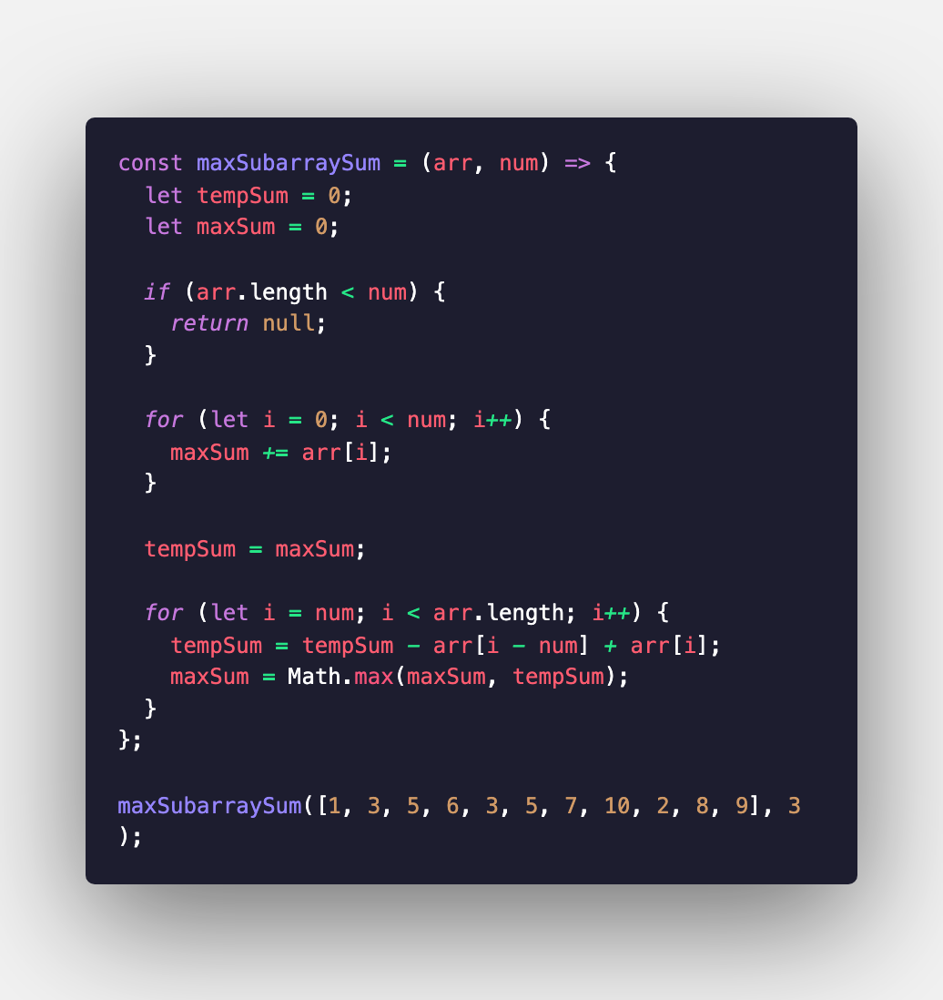 const maxSubarraySum = (arr, num) => {
  let tempSum = 0;
  let maxSum = 0;

  if (arr.length < num) {
    return null;
  }

  for (let i = 0; i < num; i++) {
    maxSum += arr[i];
  }

  tempSum = maxSum;

  for (let i = num; i < arr.length; i++) {
    tempSum = tempSum - arr[i - num] + arr[i];
    maxSum = Math.max(maxSum, tempSum);
  }
};

maxSubarraySum([1, 3, 5, 6, 3, 5, 7, 10, 2, 8, 9], 3
);